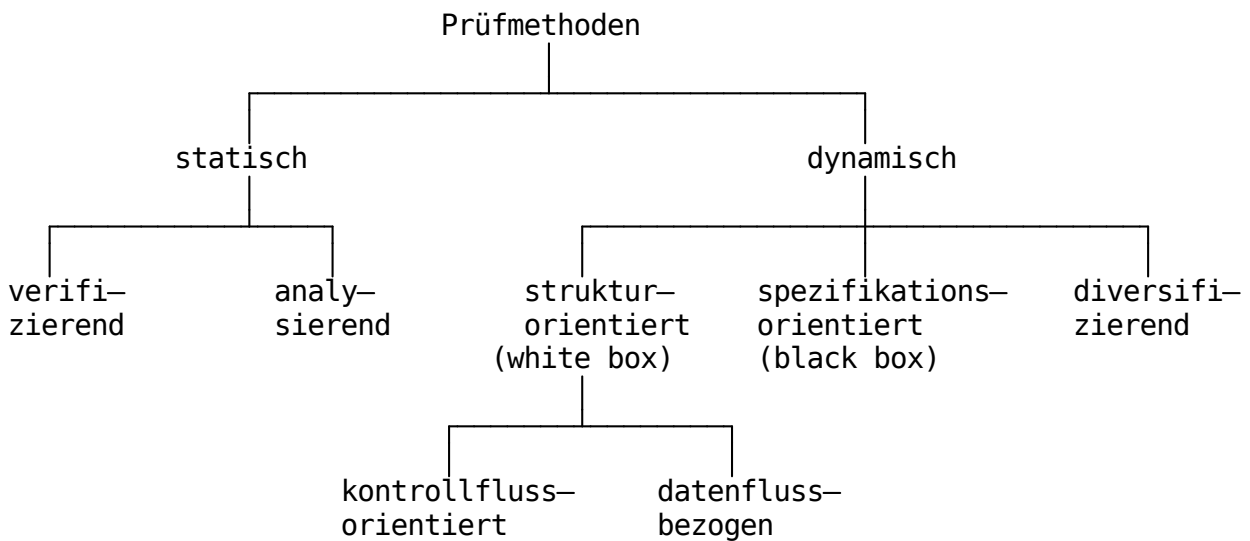 Prüfmethoden
statisch
dynamisch
verifi–
zierend
analy–
sierend
struktur–
orientiert
(white box)
spezifikations–
orientiert
(black box)
diversifi–
zierend
kontrollfluss–
orientiert
datenfluss–
bezogen